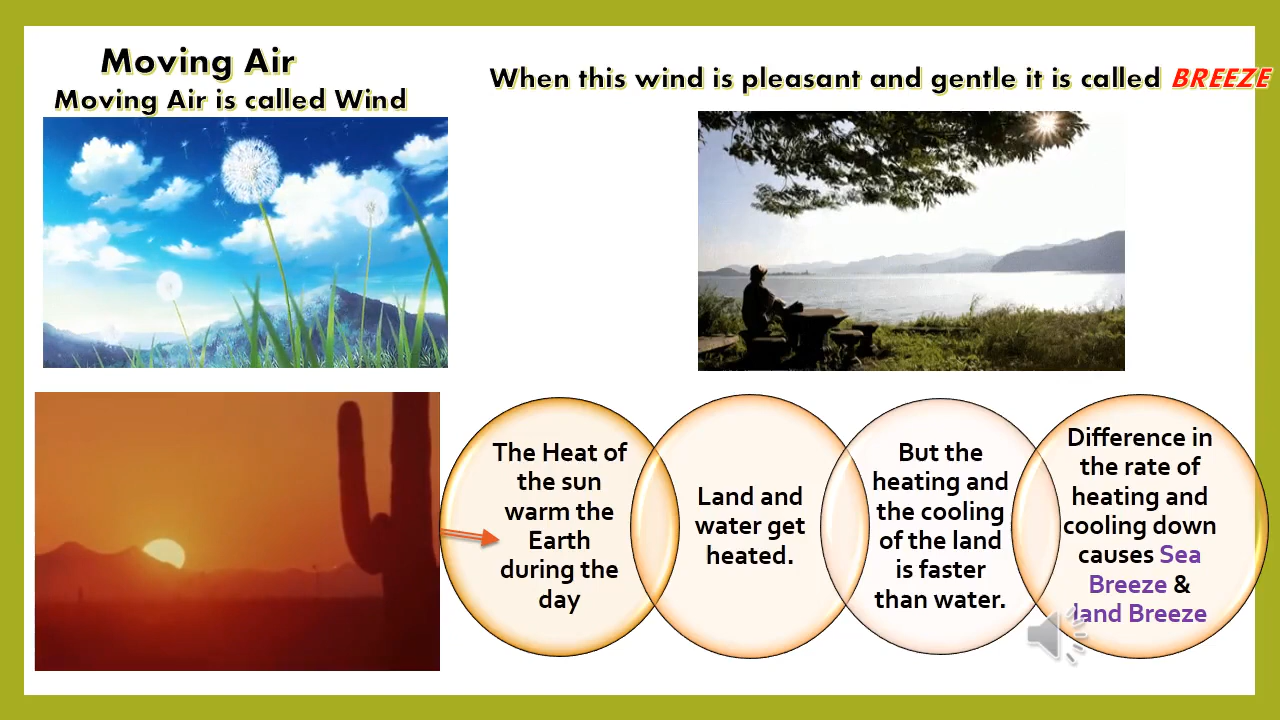 Moving Air
Moving Air is called Wind
When this wind is pleasant and gentle it is called BREEZE
The Heat of
the sun
warm the
Earth
during the
day
Land and
water get
heated.
But the
heating and
the cooling
of the land
is faster
than water.
Difference in
the rate of
heating and
cooling down
causes Sea
Breeze &
land Breeze